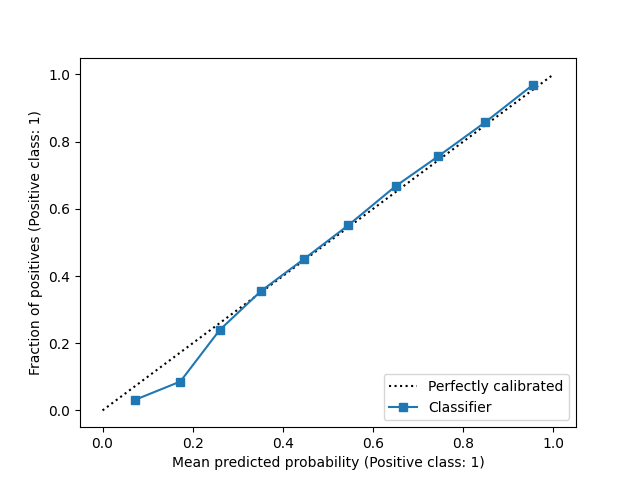 1.0
0.8
0.6
0.4
0.2
0.0
Fraction of positives (Positive class: 1)
Perfectly calibrated
Classifier
0.0 0.2 0.4 0.6 0.8 1.0
Mean predicted probability (Positive class: 1)